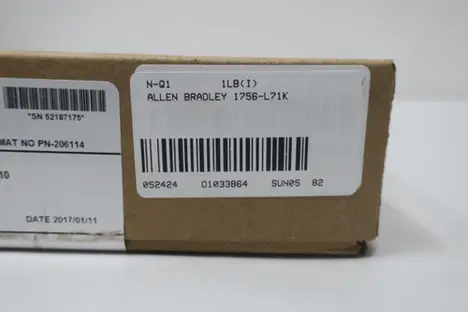 "SN 52187175"
MAT NO PN-206114
10
DATE 2017/01/11
N-Q1 1LB(I)
ALLEN BRADLEY 1756-L71K
052424 01033864 SUN05 82